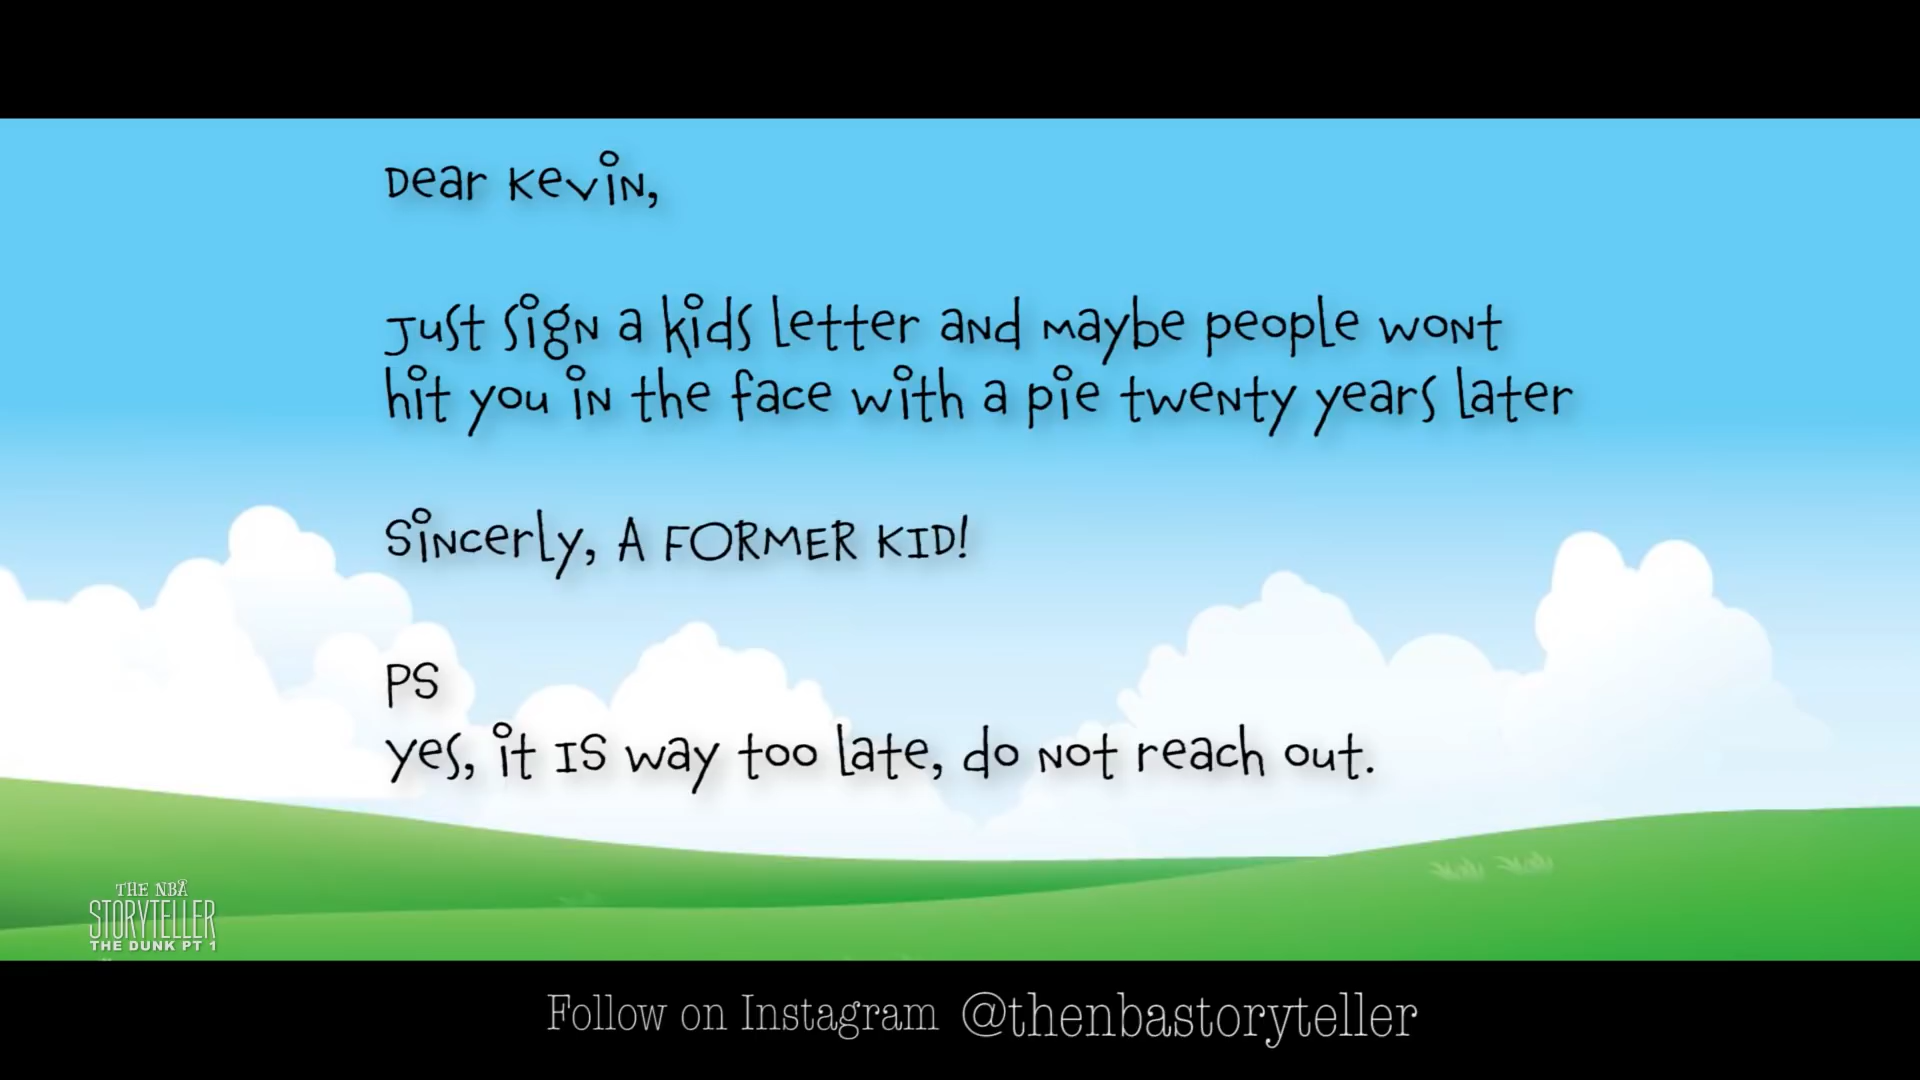 Dear Kevin,
Just sign a kids letter and maybe people wont
hit you in the face with a pie twenty years later
Sincerly, A FORMER KID!
PS
yes, it IS way too late, do not reach out.
THE NBA
STORYTELLER
THE DUNK PT 1
Follow on Instagram @thenbastoryteller